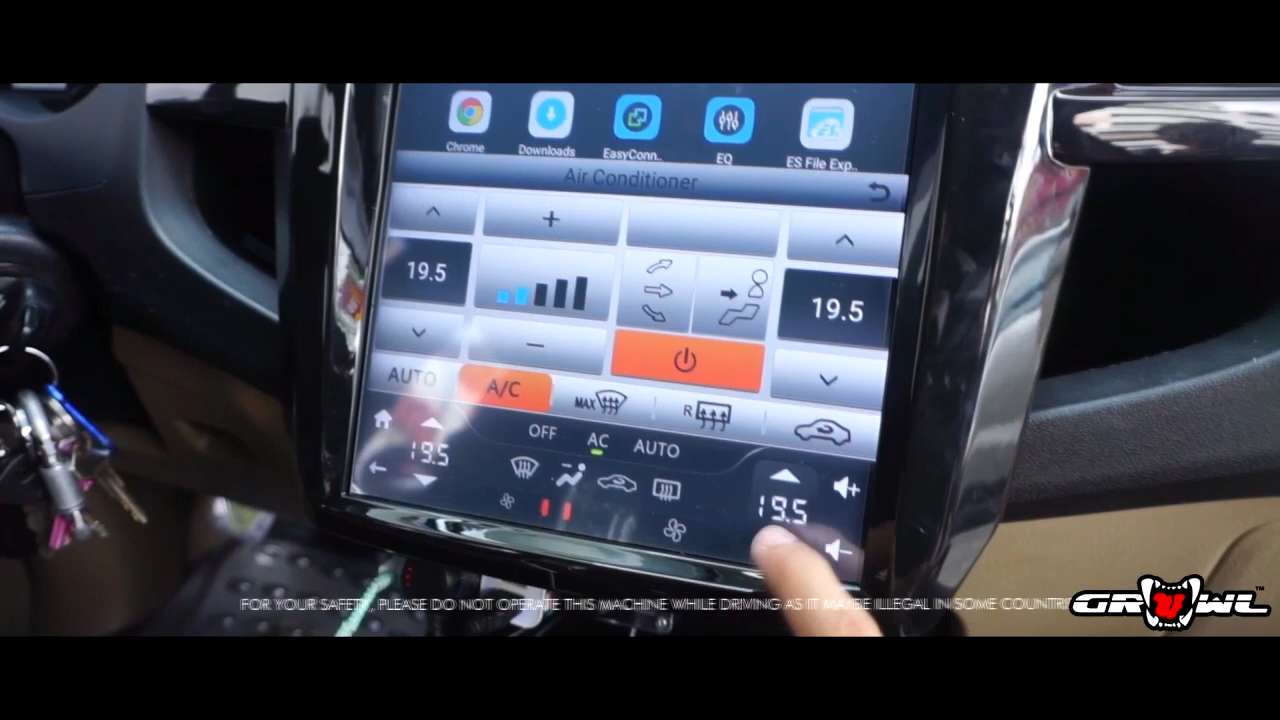 Chrome
Downloads
EasyConn..
EQ
ES File Exp..
Air Conditioner
19.5
19.5
AUTO
A/C
MAX
R
OFF
AC
AUTO
19.5
19.5
FOR YOUR SAFETY, PLEASE DO NOT OPERATE THIS MACHINE WHILE DRIVING AS IT MAY BE ILLEGAL IN SOME
GROWL™